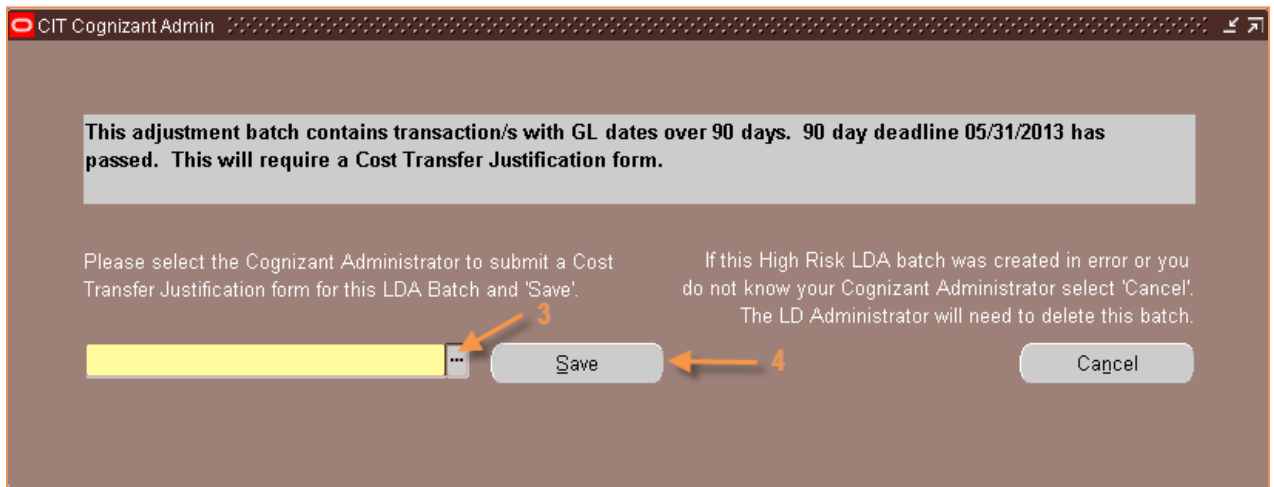 CIT Cognizant Admin
This adjustment batch contains transaction/s with GL dates over 90 days.  90 day deadline 05/31/2013 has
passed.  This will require a Cost Transfer Justification form.
Please select the Cognizant Administrator to submit a Cost
Transfer Justification form for this LDA Batch and 'Save'.
If this High Risk LDA batch was created in error or you
do not know your Cognizant Administrator select 'Cancel'.
The LD Administrator will need to delete this batch.
3
...
Save
4
Cancel